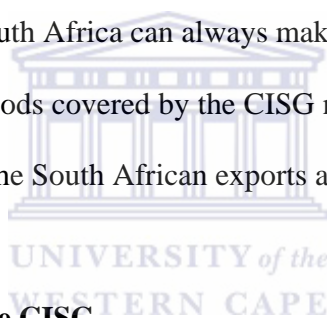 uth Africa can always mak
ods covered by the CISG
ne South African exports a
UNIVERSITY of the
WESTERN CAPE
e CISG